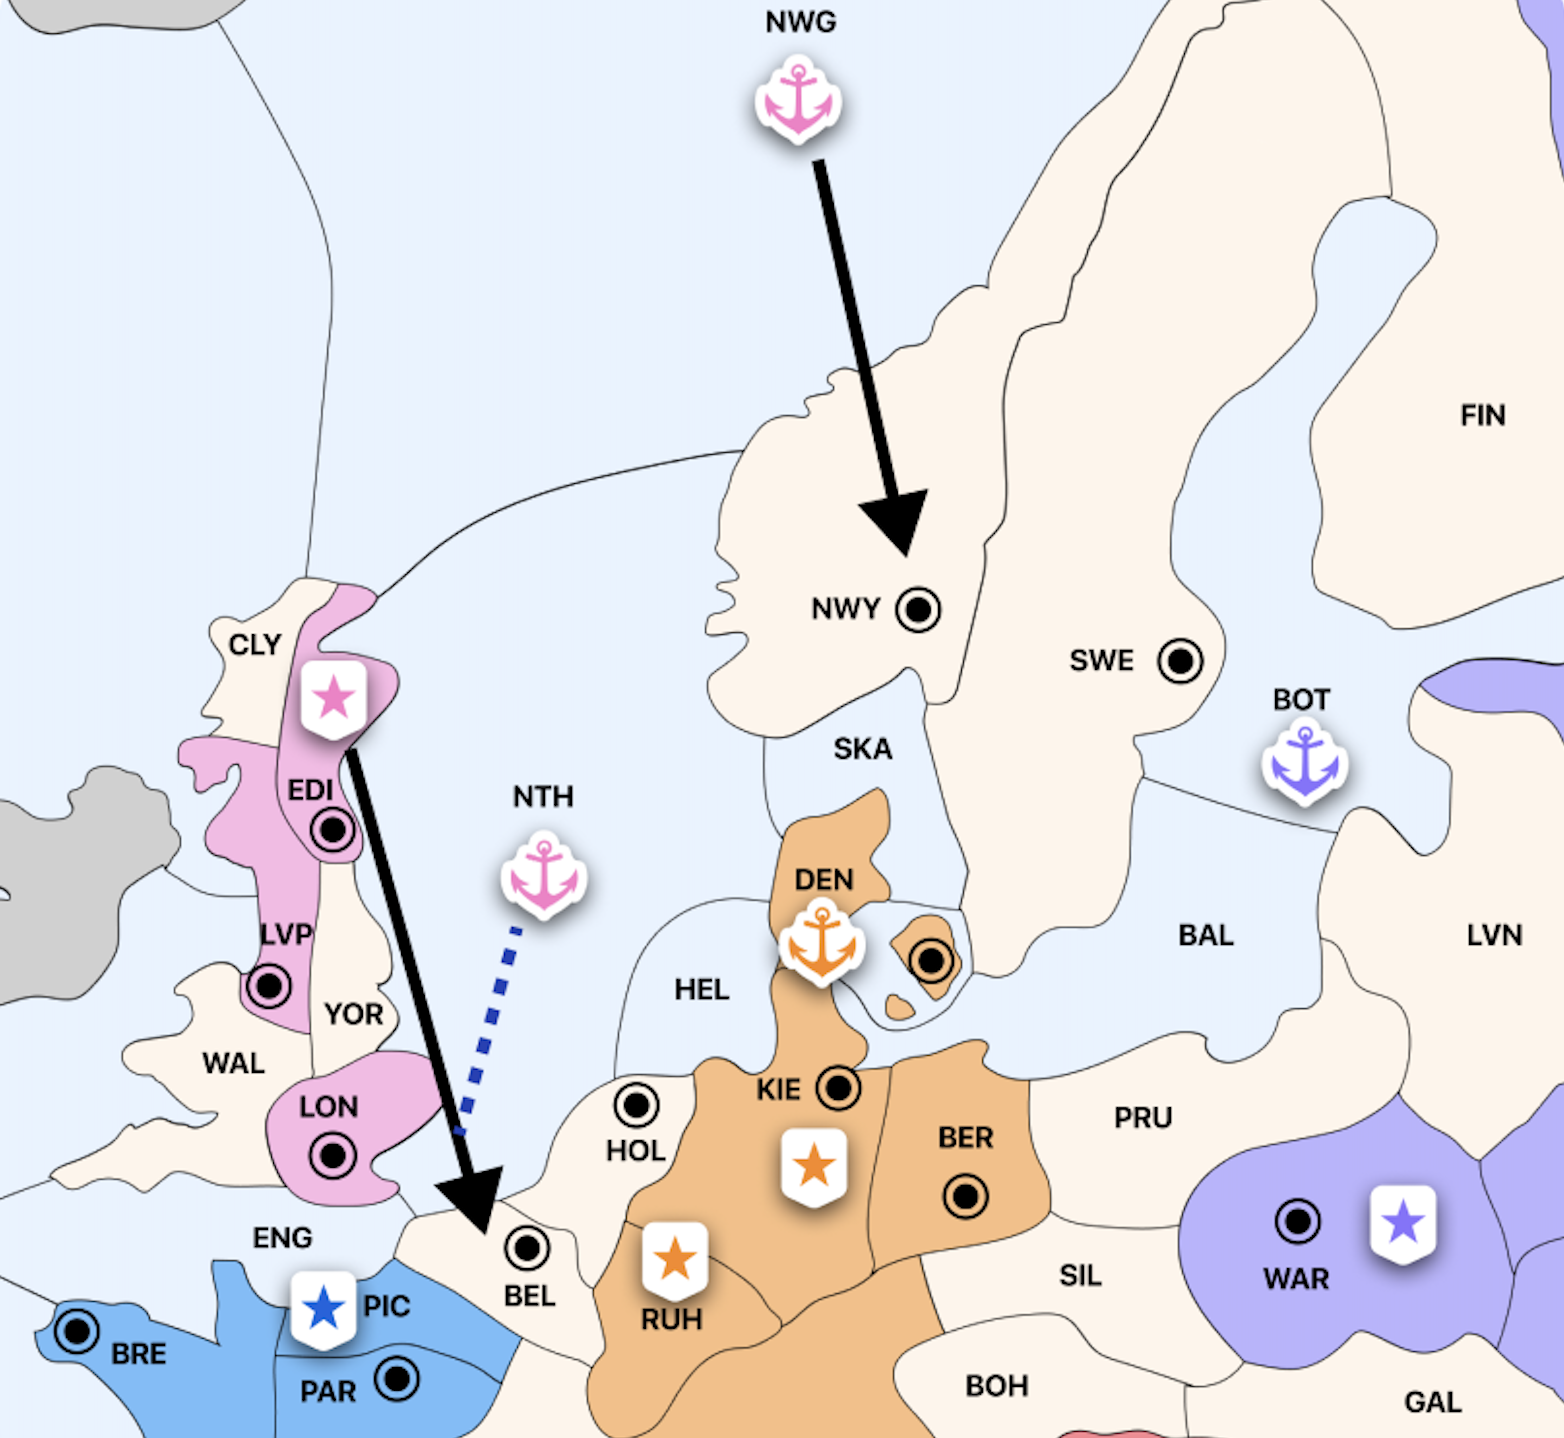 NWG
FIN
NWY
CLY
SWE
BOT
SKA
EDI
NTH
DEN
LVP
BAL
LVN
HEL
YOR
WAL
KIE
LON
PRU
HOL
BER
ENG
SIL
WAR
BEL
PIC
RUH
BRE
PAR
BOH
GAL